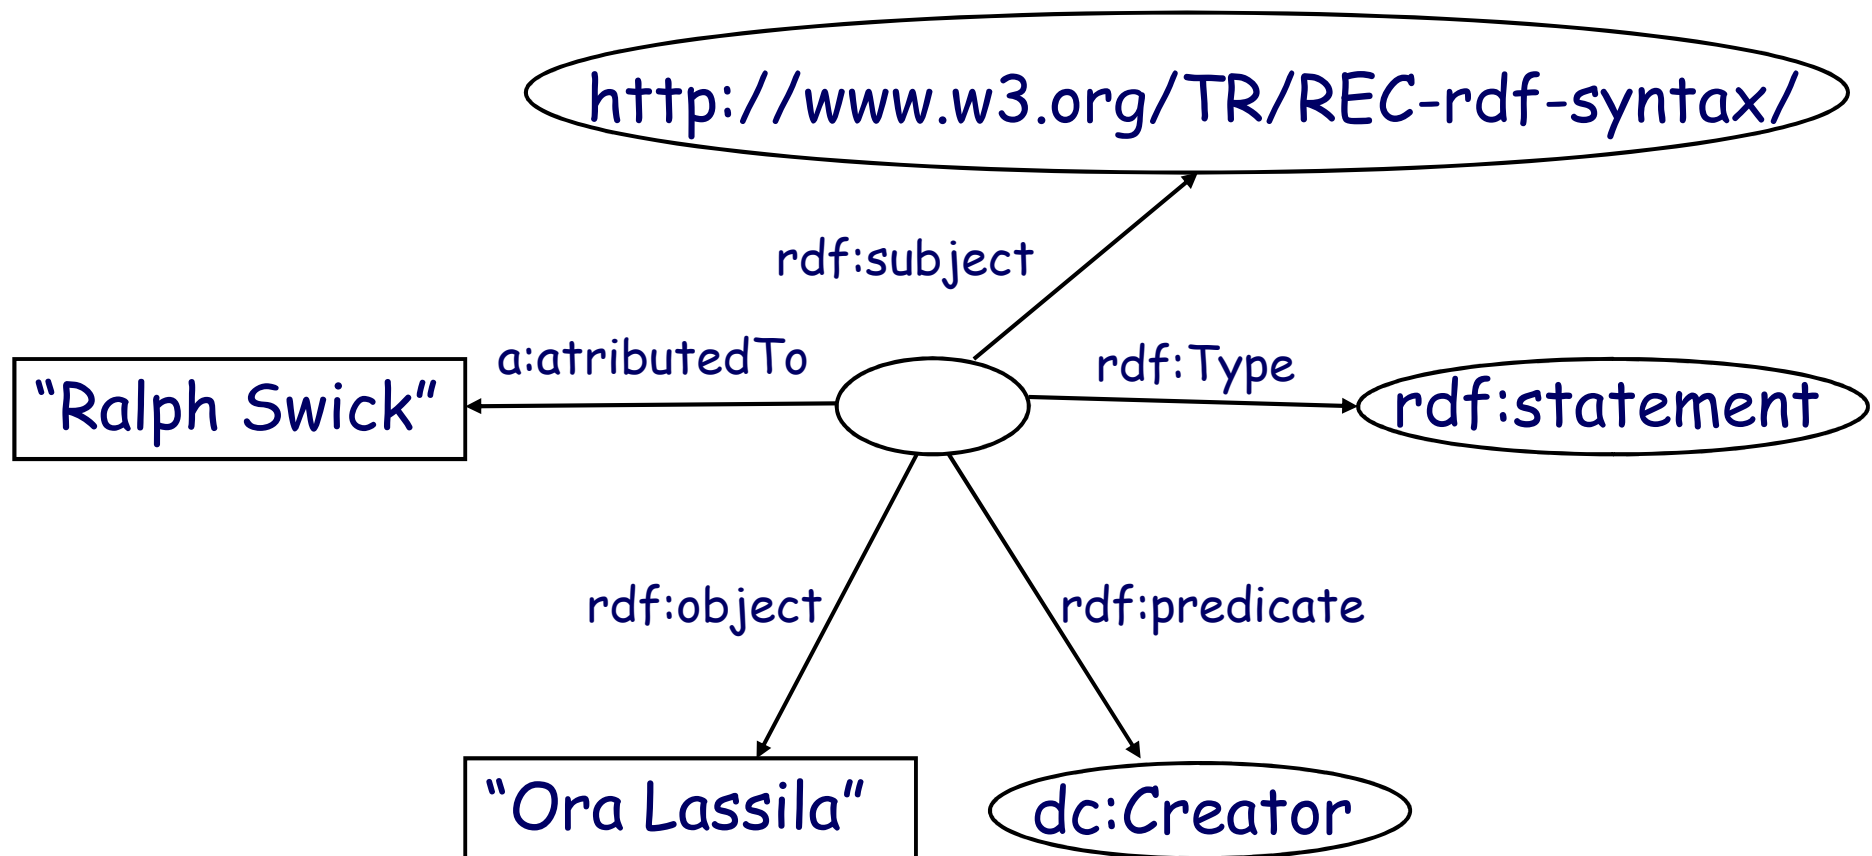 http://www.w3.org/TR/REC-rdf-syntax/
rdf:subject
a:atributedTo
rdf:Type
“Ralph Swick”
rdf:statement
rdf:object
rdf:predicate
“Ora Lassila”
dc:Creator